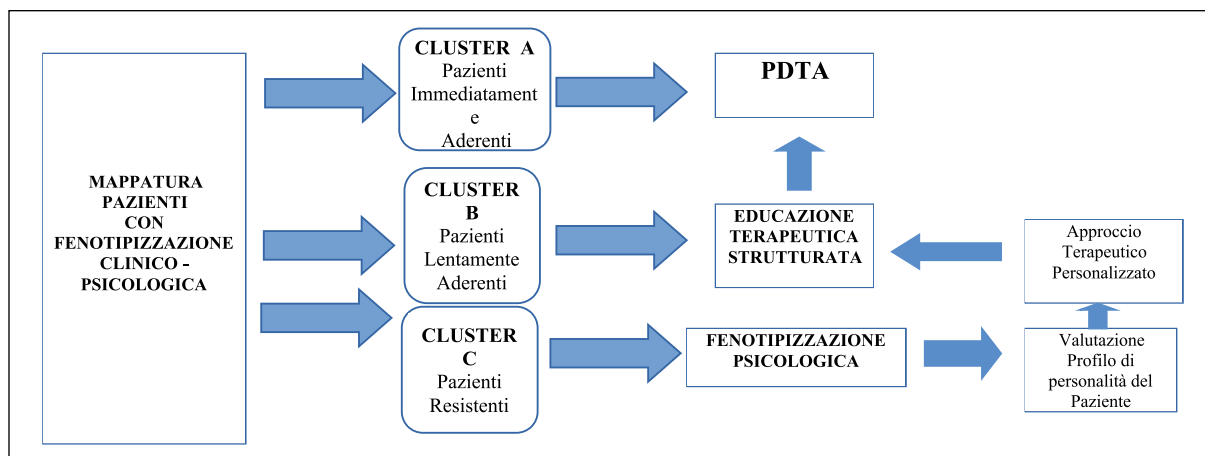 MAPPATURA
PAZIENTI
CON
FENOTIPIZZAZIONE
CLINICO -
PSICOLOGICA
CLUSTER A
Pazienti
Immediatament
e
Aderenti
PDTA
CLUSTER
B
Pazienti
Lentamente
Aderenti
EDUCAZIONE
TERAPEUTICA
STRUTTURATA
Approccio
Terapeutico
Personalizzato
CLUSTER
C
Pazienti
Resistenti
FENOTIPIZZAZIONE
PSICOLOGICA
Valutazione
Profilo di
personalità del
Paziente